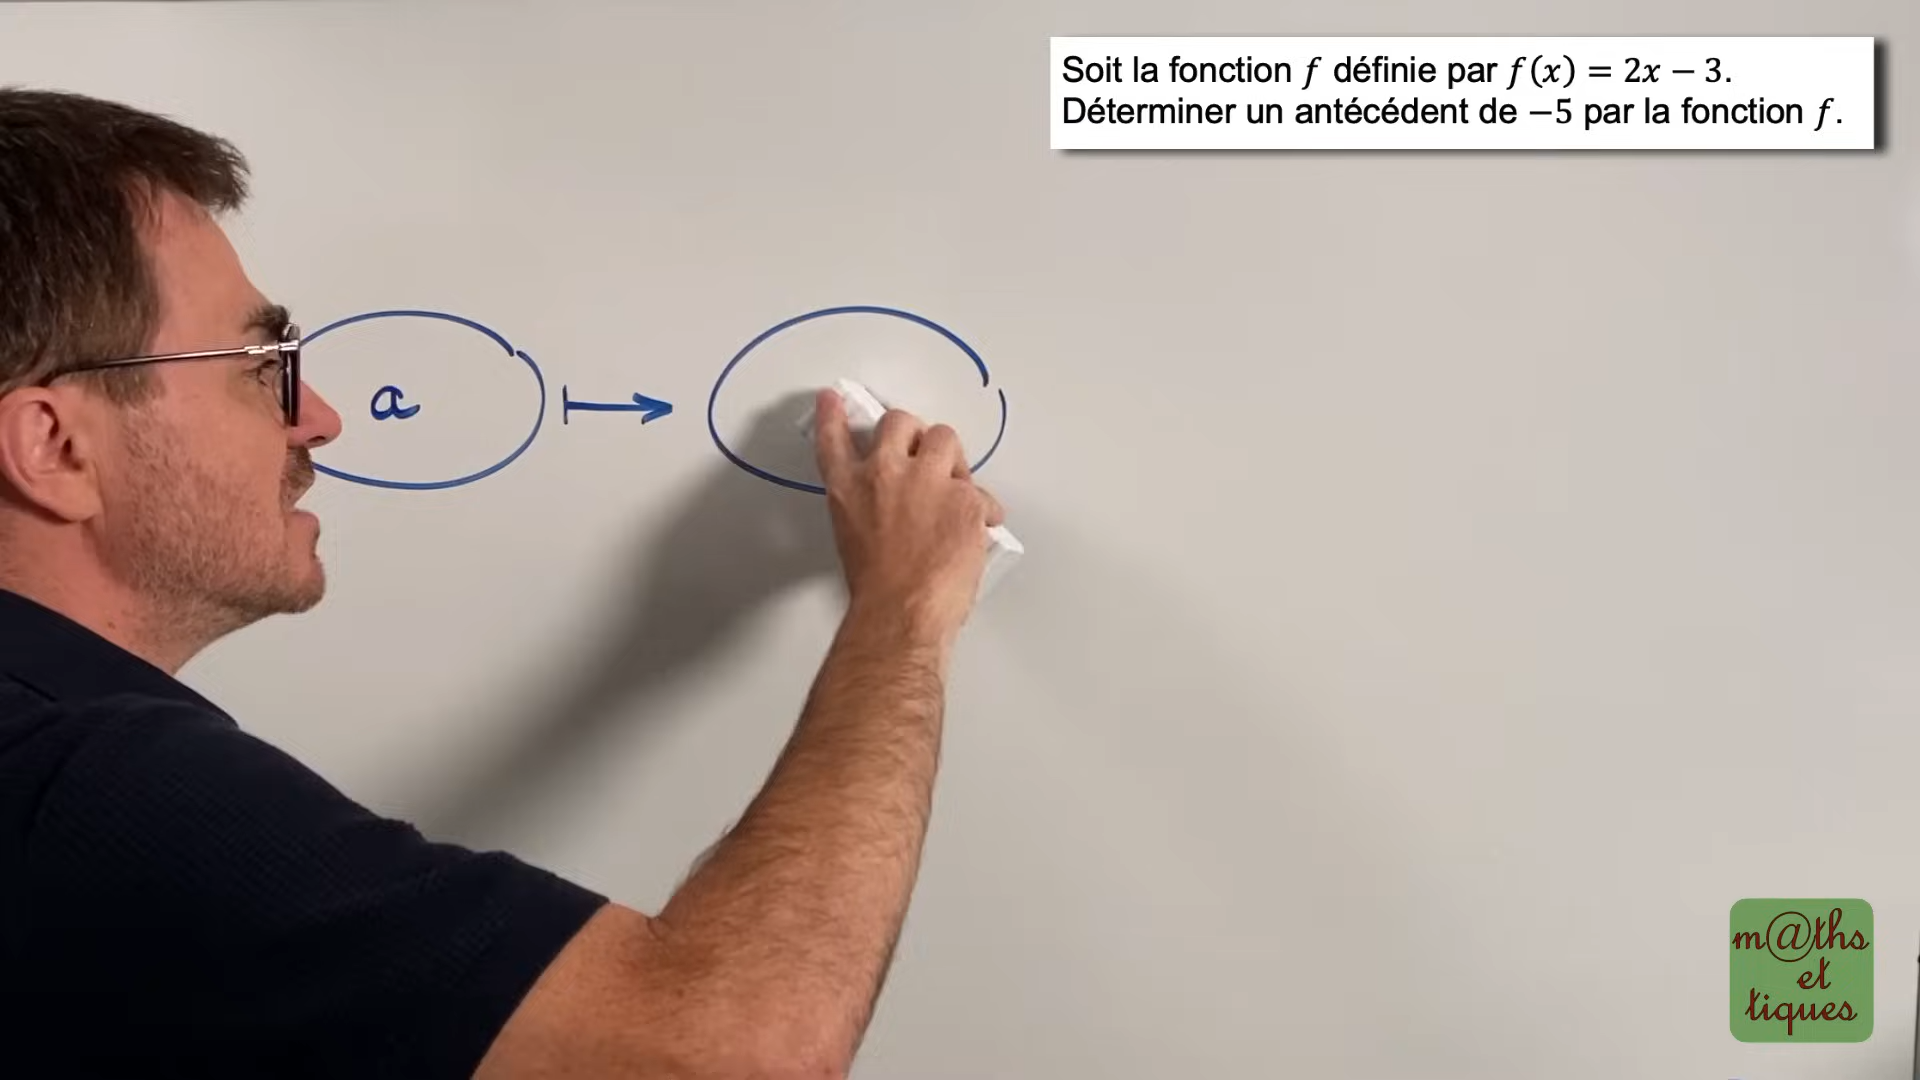 Soit la fonction f définie par f(x) = 2x − 3.
Déterminer un antécédent de −5 par la fonction f.
a
m@ths
et
tiques